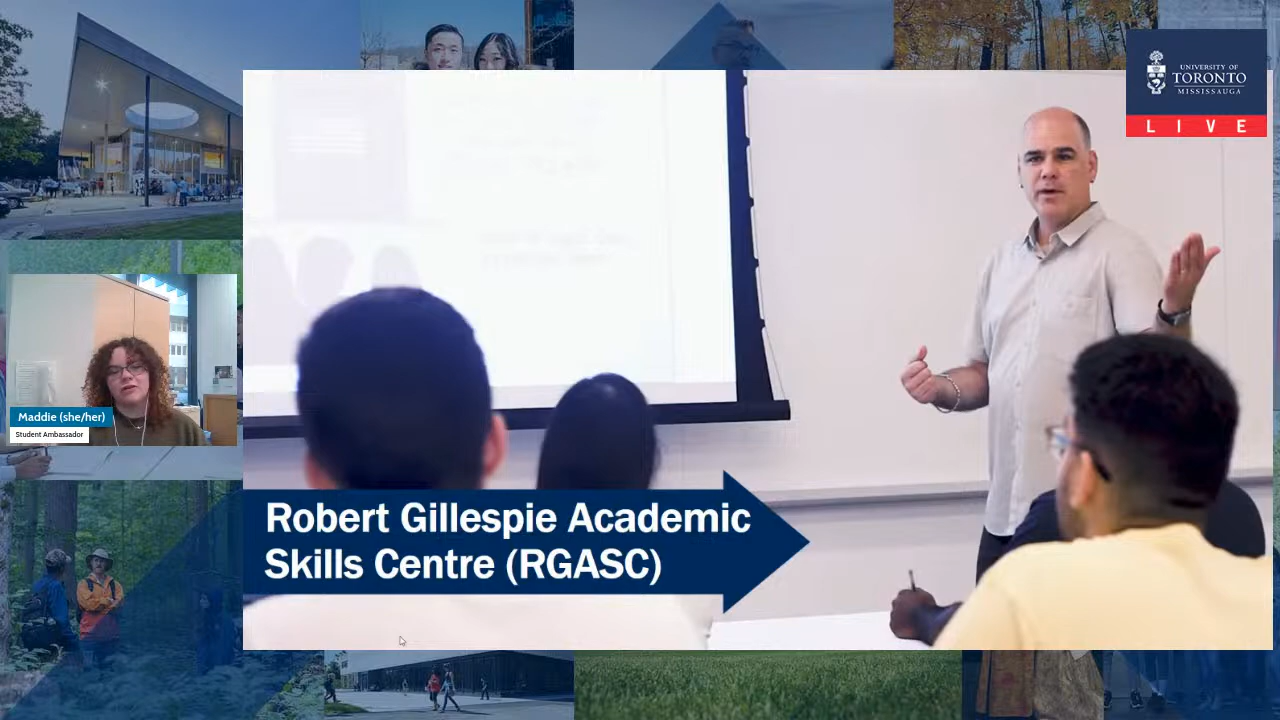 UNIVERSITY OF
TORONTO
MISSISSAUGA
LIVE
Maddie (she/her)
Student Ambassador
Robert Gillespie Academic
Skills Centre (RGASC)